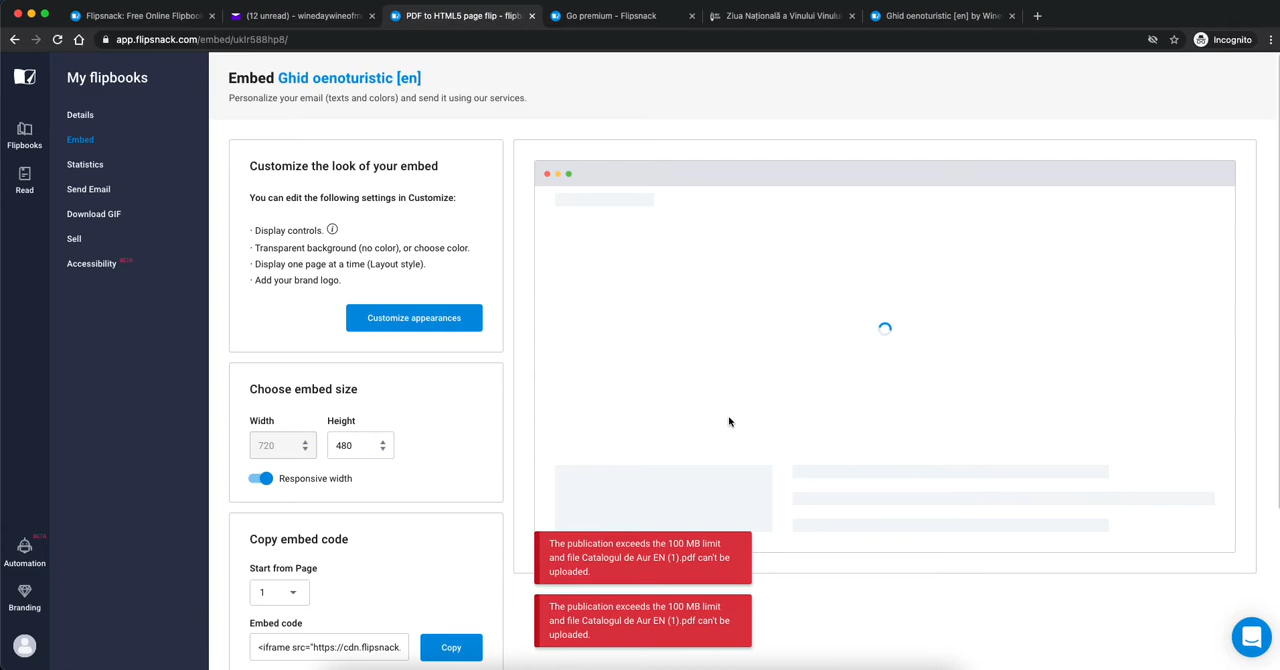 Flipsnack: Free Online Flipbook
(12 unread) - winedaywineofm
PDF to HTML5 page flip - flipb
Go premium - Flipsnack
Ziua Națională a Vinului Vinulu
Ghid oenoturistic [en] by Wine
app.flipsnack.com/embed/uklr588hp8/
Incognito
Flipbooks
Read
Automation
BETA
Branding
My flipbooks
Details
Embed
Statistics
Send Email
Download GIF
Sell
Accessibility BETA
Embed Ghid oenoturistic [en]
Personalize your email (texts and colors) and send it using our services.
Customize the look of your embed
You can edit the following settings in Customize:
· Display controls.
· Transparent background (no color), or choose color.
· Display one page at a time (Layout style).
· Add your brand logo.
Customize appearances
Choose embed size
Width Height
720 480
Responsive width
Copy embed code
Start from Page
1
Embed code
<iframe src="https://cdn.flipsnack.
Copy
The publication exceeds the 100 MB limit
and file Catalogul de Aur EN (1).pdf can't be
uploaded.
The publication exceeds the 100 MB limit
and file Catalogul de Aur EN (1).pdf can't be
uploaded.